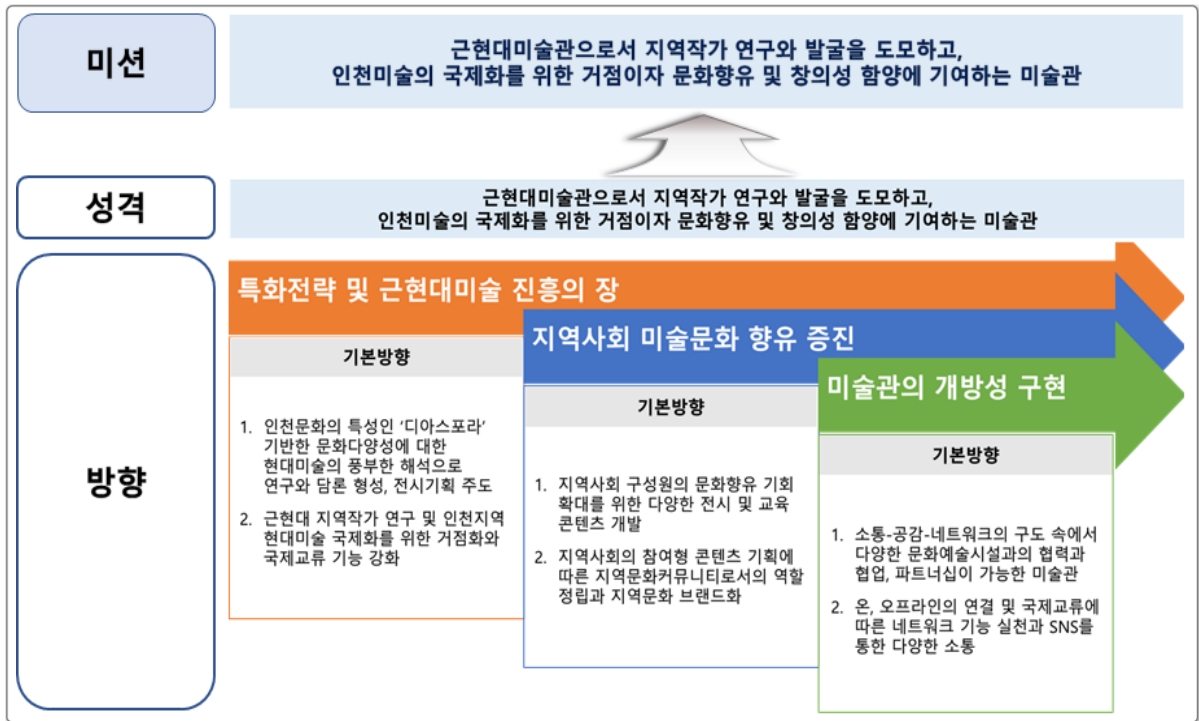 미션
근현대미술관으로서 지역작가 연구와 발굴을 도모하고,
인천미술의 국제화를 위한 거점이자 문화향유 및 창의성 함양에 기여하는 미술관
성격
근현대미술관으로서 지역작가 연구와 발굴을 도모하고,
인천미술의 국제화를 위한 거점이자 문화향유 및 창의성 함양에 기여하는 미술관
방향
특화전략 및 근현대미술 진흥의 장
기본방향
1. 인천문화의 특성인 ‘디아스포라’
기반한 문화다양성에 대한
현대미술의 풍부한 해석으로
연구와 담론 형성, 전시기획 주도
2. 근현대 지역작가 연구 및 인천지역
현대미술 국제화를 위한 거점화와
국제교류 기능 강화
지역사회 미술문화 향유 증진
기본방향
1. 지역사회 구성원의 문화향유 기회
확대를 위한 다양한 전시 및 교육
콘텐츠 개발
2. 지역사회의 참여형 콘텐츠 기획에
따른 지역문화커뮤니티로서의 역할
정립과 지역문화 브랜드화
미술관의 개방성 구현
기본방향
1. 소통-공감-네트워크의 구도 속에서
다양한 문화예술시설과의 협력과
협업, 파트너십이 가능한 미술관
2. 온, 오프라인의 연결 및 국제교류에
따른 네트워크 기능 실천과 SNS를
통한 다양한 소통